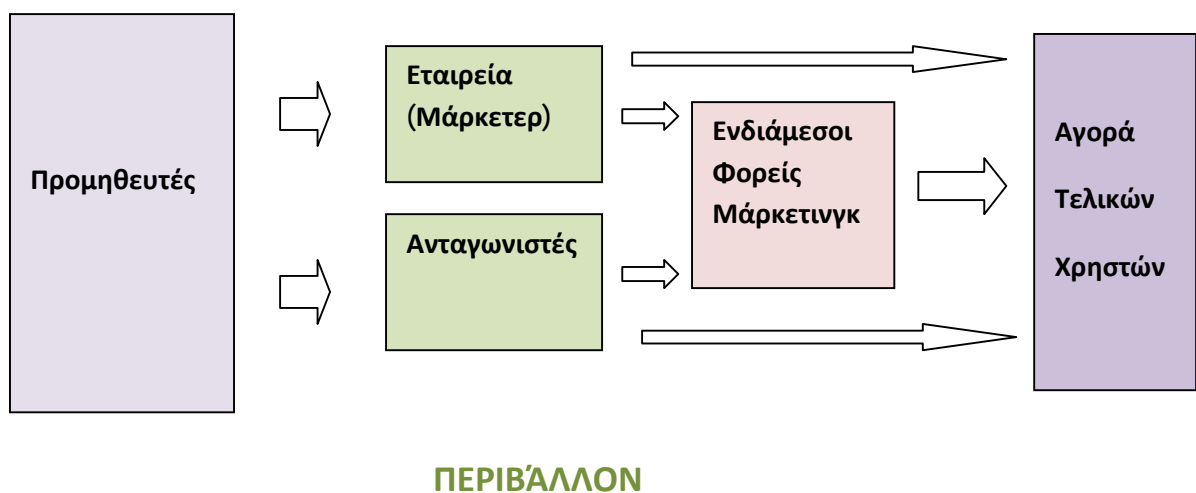 Προμηθευτές
Εταιρεία
(Μάρκετερ)
Ανταγωνιστές
Ενδιάμεσοι
Φορείς
Μάρκετινγκ
Αγορά
Τελικών
Χρηστών
ΠΕΡΙΒΆΛΛΟΝ